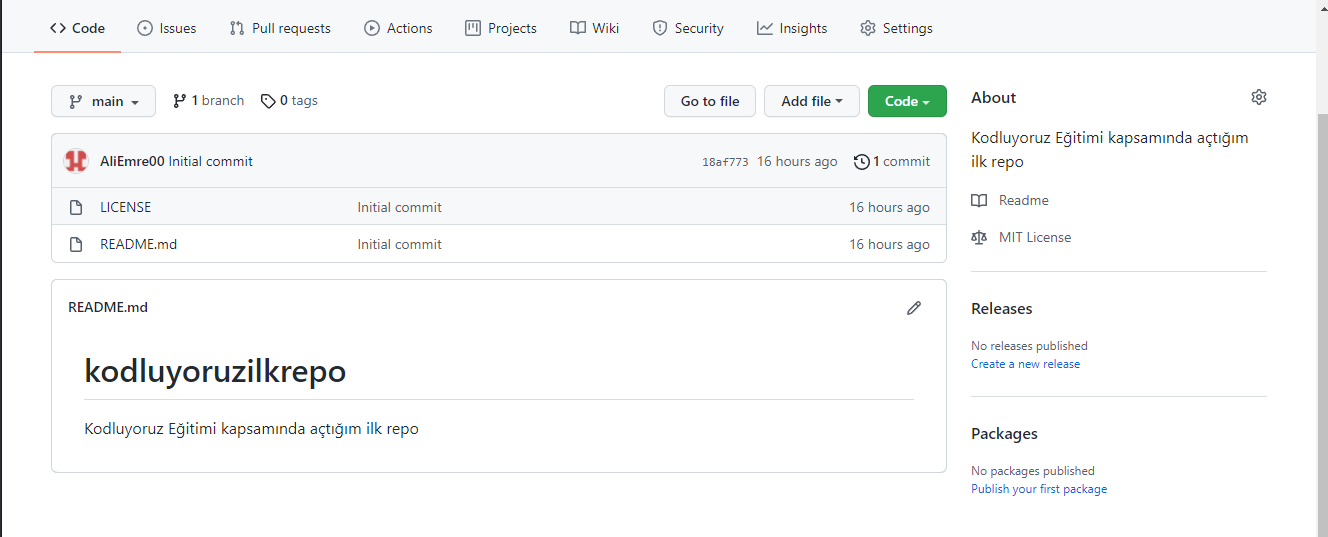 Code Issues Pull requests Actions Projects Wiki Security Insights Settings
main 1 branch 0 tags Go to file Add file Code
AliEmre00 Initial commit 18af773 16 hours ago 1 commit
LICENSE Initial commit 16 hours ago
README.md Initial commit 16 hours ago
README.md
kodluyoruzilkrepo
Kodluyoruz Eğitimi kapsamında açtığım ilk repo
About
Kodluyoruz Eğitimi kapsamında açtığım
ilk repo
Readme
MIT License
Releases
No releases published
Create a new release
Packages
No packages published
Publish your first package